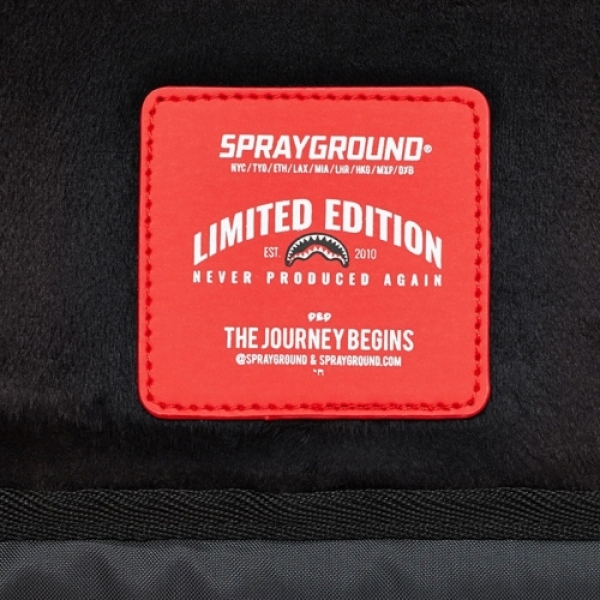 SPRAYGROUND®
NYC/TYO/ETH/LAX/MIA/LHR/HKG/MXP/DXB
LIMITED EDITION
EST. 2010
NEVER PRODUCED AGAIN
DBD
THE JOURNEY BEGINS
@SPRAYGROUND & SPRAYGROUND.COM